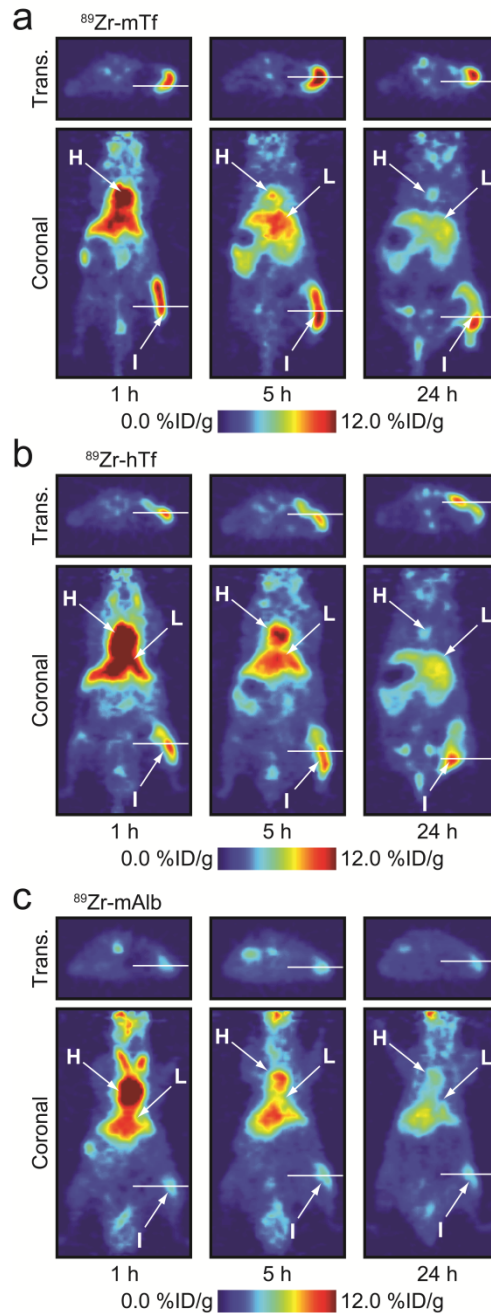 a
⁸⁹Zr-mTf
Trans.
Coronal
H
H L
H L
I
I
I
1 h 5 h 24 h
0.0 %ID/g 12.0 %ID/g
b
⁸⁹Zr-hTf
Trans.
Coronal
H L
H L
H L
I
I
I
1 h 5 h 24 h
0.0 %ID/g 12.0 %ID/g
c
⁸⁹Zr-mAlb
Trans.
Coronal
H L
H L
H L
I
I
I
1 h 5 h 24 h
0.0 %ID/g 12.0 %ID/g